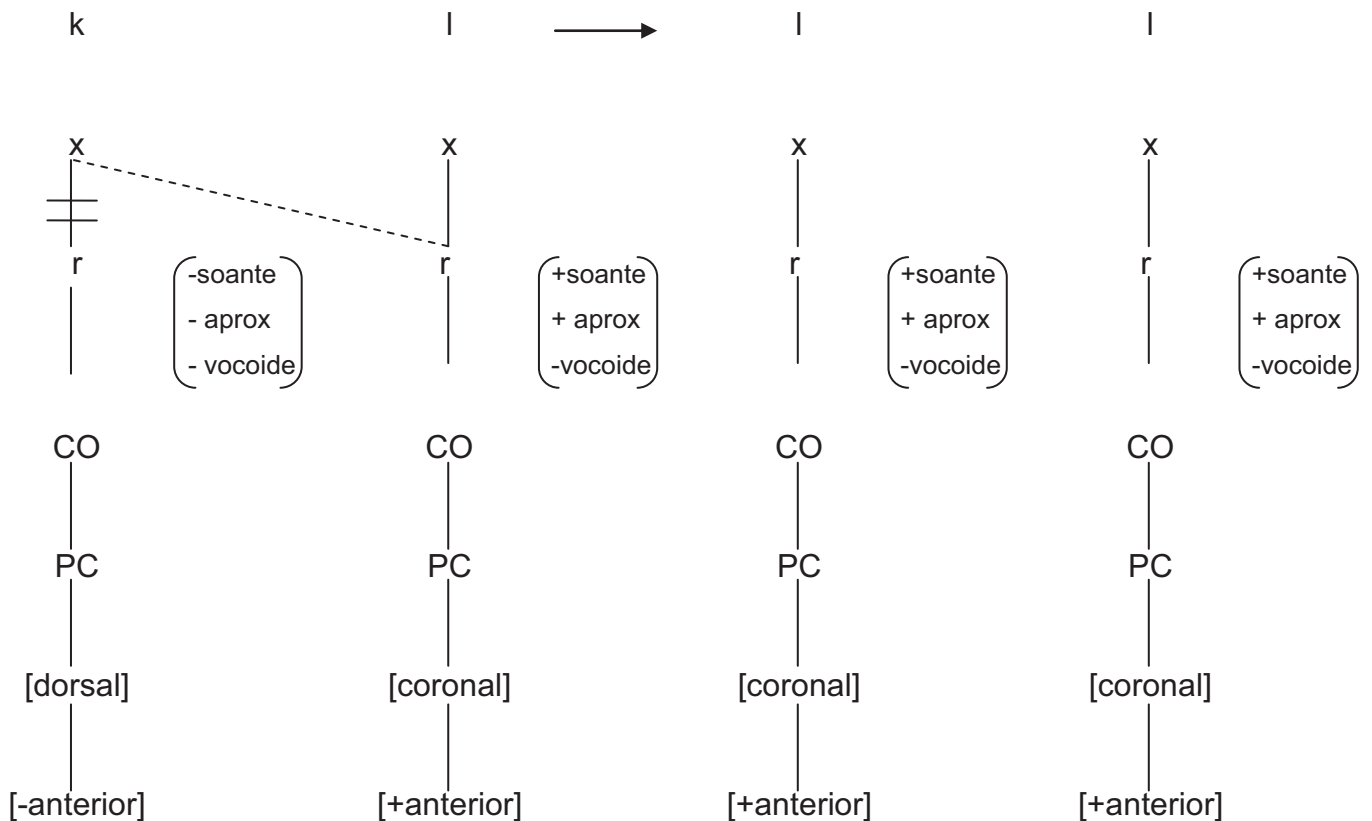 k l l l
x x x x
r r r r
-soante +soante +soante +soante
- aprox + aprox + aprox + aprox
- vocoide -vocoide -vocoide -vocoide
CO CO CO CO
PC PC PC PC
[dorsal] [coronal] [coronal] [coronal]
[-anterior] [+anterior] [+anterior] [+anterior]